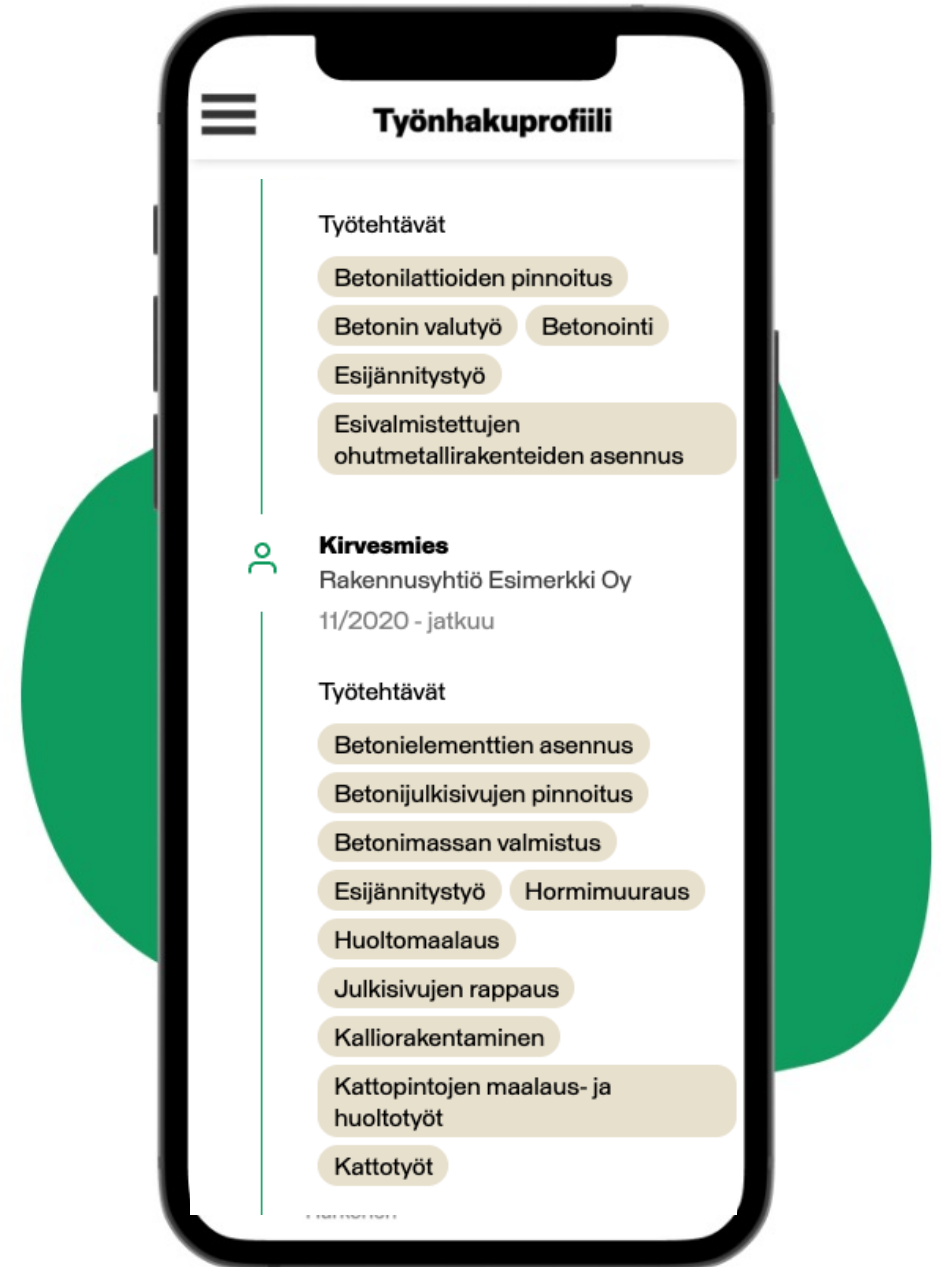 Työnhakuprofiili
Työtehtävät
Betonilattioiden pinnoitus
Betonin valutyö Betonointi
Esijännitystyö
Esivalmistettujen
ohutmetallirakenteiden asennus
Kirvesmies
Rakennusyhtiö Esimerkki Oy
11/2020 - jatkuu
Työtehtävät
Betonielementtien asennus
Betonijulkisivujen pinnoitus
Betonimassan valmistus
Esijännitystyö Hormimuuraus
Huoltomaalaus
Julkisivujen rappaus
Kalliorakentaminen
Kattopintojen maalaus- ja
huoltotyöt
Kattotyöt